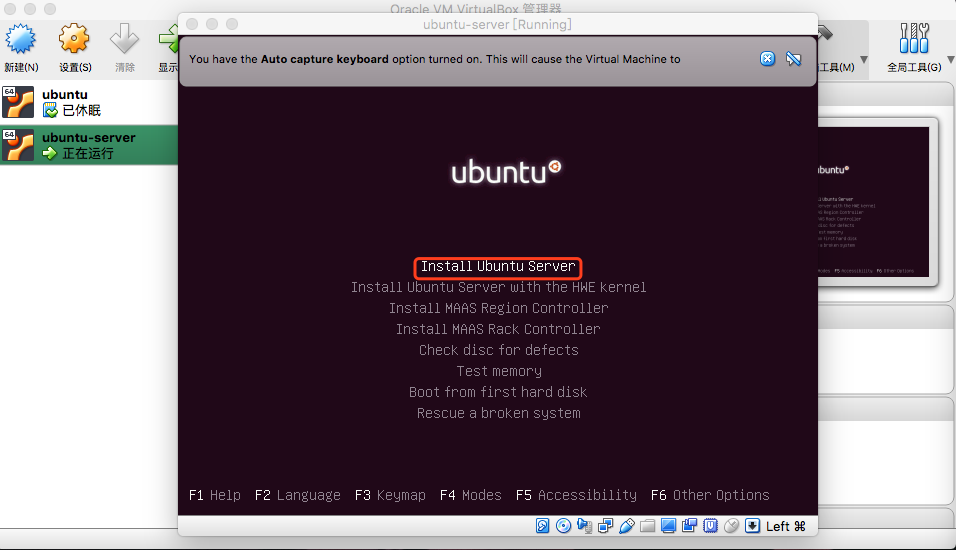 Oracle VM VirtualBox 管理器
ubuntu-server [Running]
新建(N)
设置(S)
清除
显示
工具(M)
全局工具(G)
You have the Auto capture keyboard option turned on. This will cause the Virtual Machine to
64
ubuntu
已休眠
64
ubuntu-server
正在运行
ubuntu
Install Ubuntu Server
Install Ubuntu Server with the HWE kernel
Install MAAS Region Controller
Install MAAS Rack Controller
Check disc for defects
Test memory
Boot from first hard disk
Rescue a broken system
F1 Help F2 Language F3 Keymap F4 Modes F5 Accessibility F6 Other Options
Left ⌘